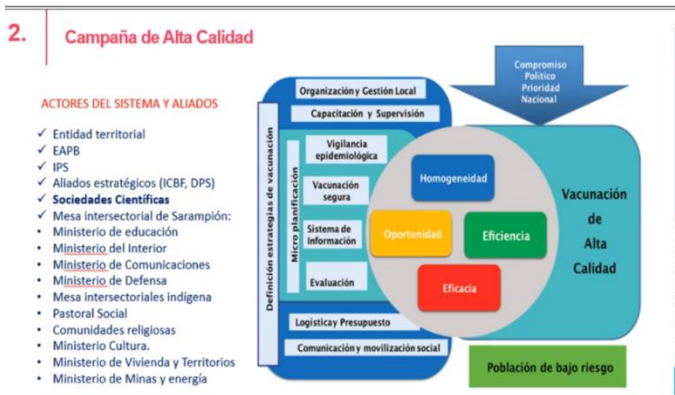 2.
Campaña de Alta Calidad
ACTORES DEL SISTEMA Y ALIADOS
✓ Entidad territorial
✓ EAPB
✓ IPS
✓ Aliados estratégicos (ICBF, DPS)
✓ Sociedades Científicas
✓ Mesa intersectorial de Sarampión:
• Ministerio de educación
• Ministerio del Interior
• Ministerio de Comunicaciones
• Ministerio de Defensa
• Mesa intersectoriales indígena
• Pastoral Social
• Comunidades religiosas
• Ministerio Cultura.
• Ministerio de Vivienda y Territorios
• Ministerio de Minas y energía
Definición estrategias de vacunación
Organización y Gestión Local
Capacitación y Supervisión
Micro planificación
Vigilancia
epidemiológica
Vacunación
segura
Sistema de
Información
Evaluación
Logística y Presupuesto
Comunicación y movilización social
Homogeneidad
Oportunidad
Eficiencia
Eficacia
Compromiso
Político
Prioridad
Nacional
Vacunación
de
Alta
Calidad
Población de bajo riesgo